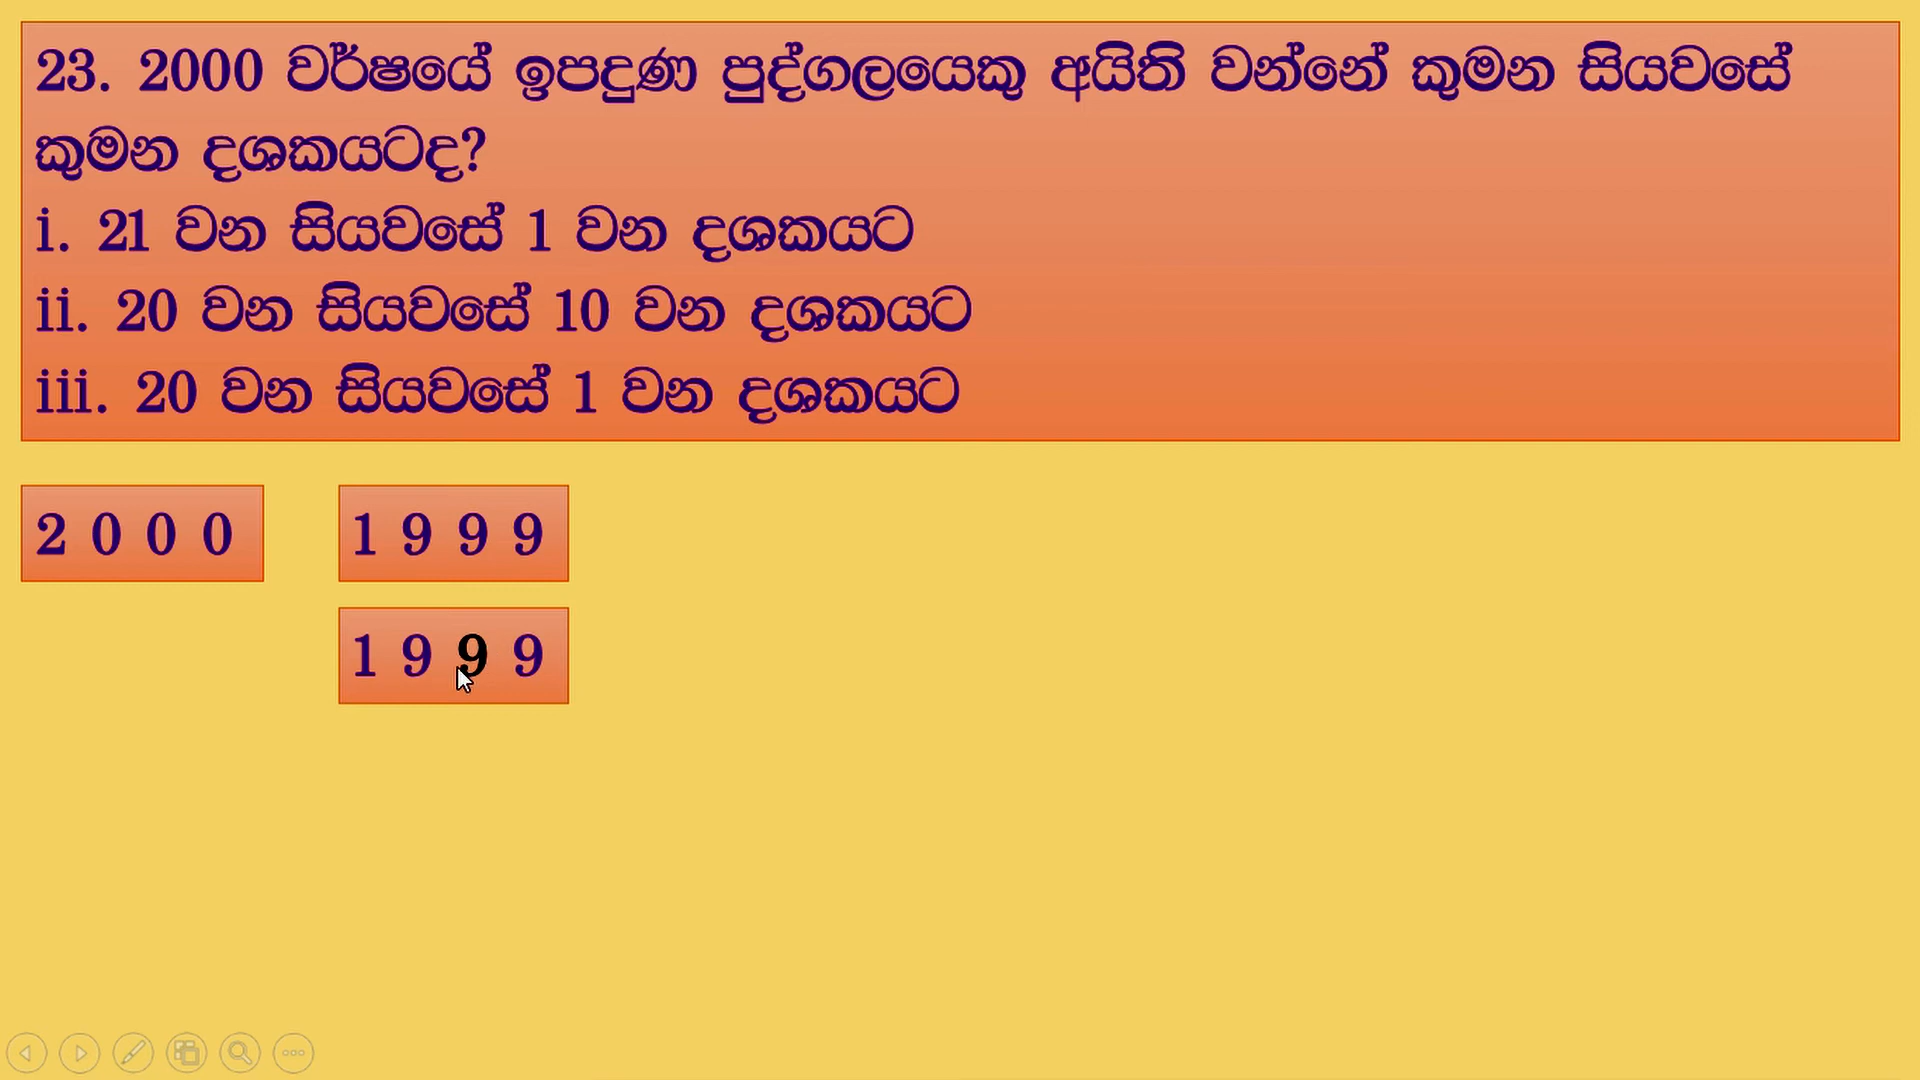 23. 2000 වර්ෂයේ ඉපදුණ පුද්ගලයෙකු අයිති වන්නේ කුමන සියවසේ
කුමන දශකයටද?
i. 21 වන සියවසේ 1 වන දශකයට
ii. 20 වන සියවසේ 10 වන දශකයට
iii. 20 වන සියවසේ 1 වන දශකයට
2 0 0 0
1 9 9 9
1 9 9 9